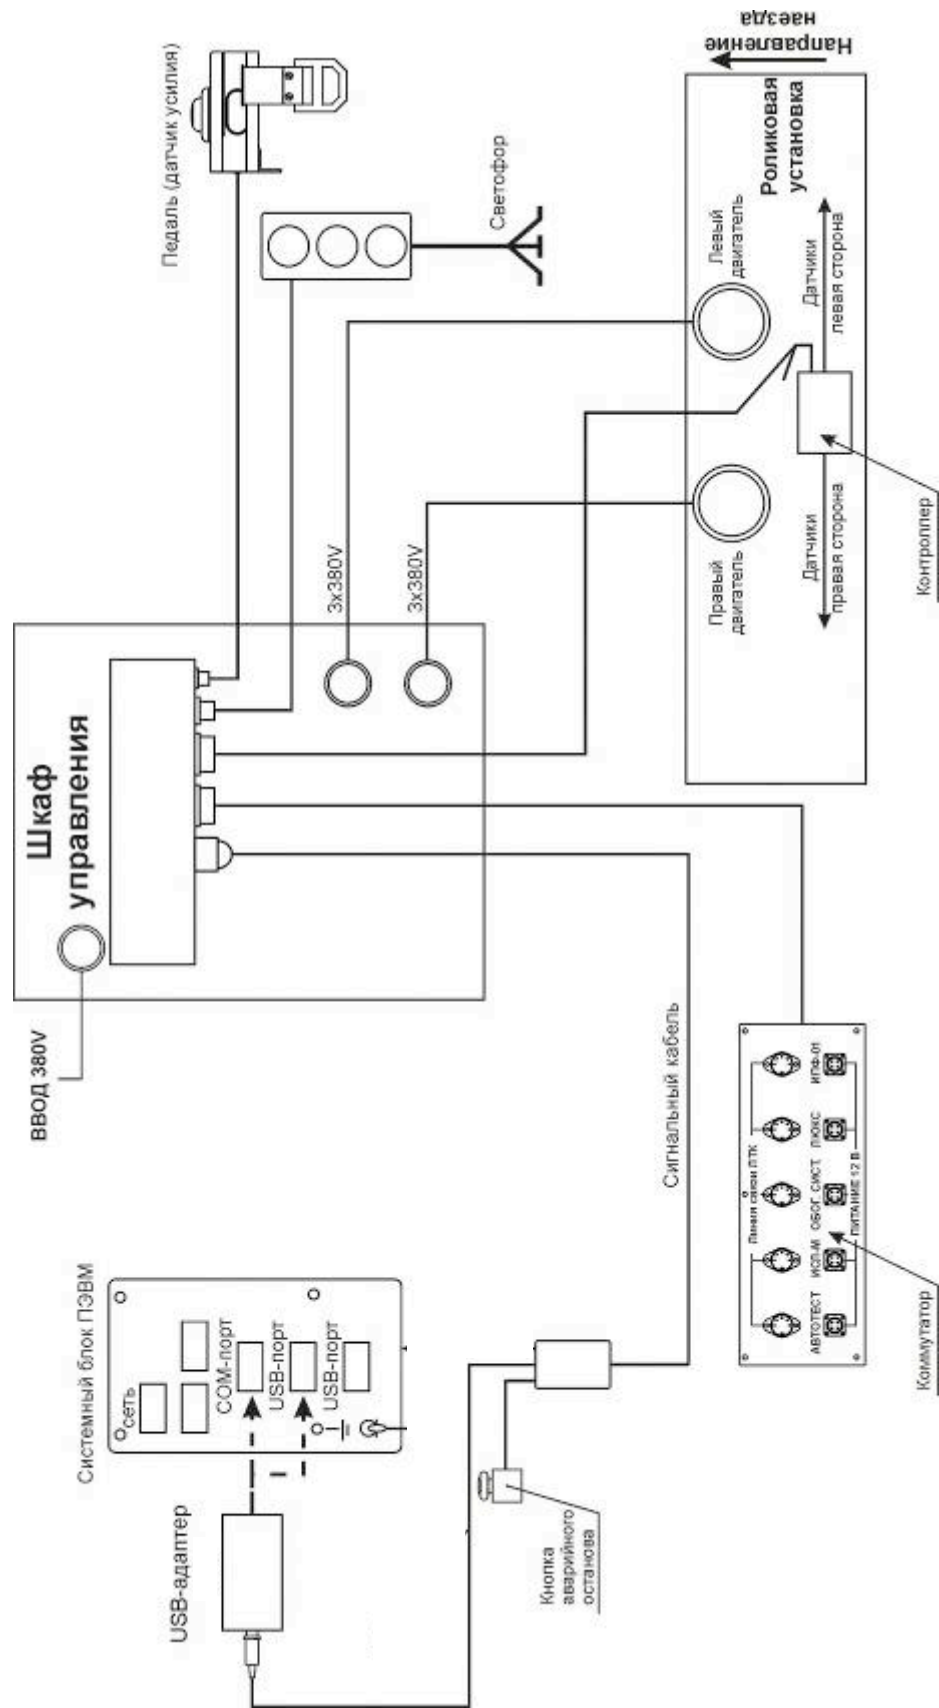 Системный блок ПЭВМ
сеть
COM-порт
USB-порт
USB-порт
USB-адаптер
Кнопка
аварийного
останова
ВВОД 380V
Шкаф
управления
Сигнальный кабель
3x380V
3x380V
Педаль (датчик усилия)
Светофор
Линии связи ЛТК
АВТОТЕСТ
ИСЛ-М
ОБОГ. СИСТ.
ЛЮКС
ИПФ-01
ПИТАНИЕ 12 В
Коммутатор
Правый
двигатель
Левый
двигатель
Роликовая
установка
Датчики
правая сторона
Датчики
левая сторона
Контроллер
Направление
наезда